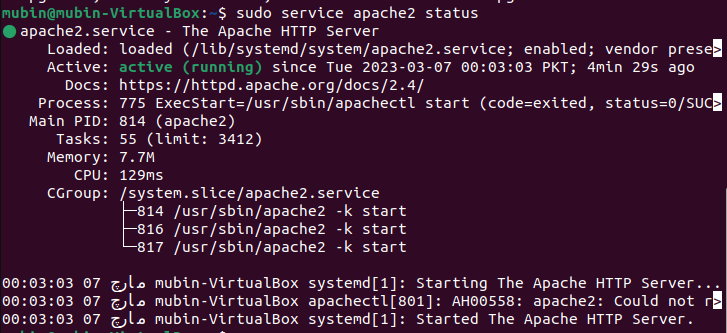 mubin@mubin-VirtualBox:~$ sudo service apache2 status
● apache2.service - The Apache HTTP Server
     Loaded: loaded (/lib/systemd/system/apache2.service; enabled; vendor prese>
     Active: active (running) since Tue 2023-03-07 00:03:03 PKT; 4min 29s ago
       Docs: https://httpd.apache.org/docs/2.4/
    Process: 775 ExecStart=/usr/sbin/apachectl start (code=exited, status=0/SUC>
   Main PID: 814 (apache2)
      Tasks: 55 (limit: 3412)
     Memory: 7.7M
        CPU: 129ms
     CGroup: /system.slice/apache2.service
             ├─814 /usr/sbin/apache2 -k start
             ├─816 /usr/sbin/apache2 -k start
             └─817 /usr/sbin/apache2 -k start
00:03:03 07 مارچ mubin-VirtualBox systemd[1]: Starting The Apache HTTP Server...
00:03:03 07 مارچ mubin-VirtualBox apachectl[801]: AH00558: apache2: Could not r>
00:03:03 07 مارچ mubin-VirtualBox systemd[1]: Started The Apache HTTP Server.